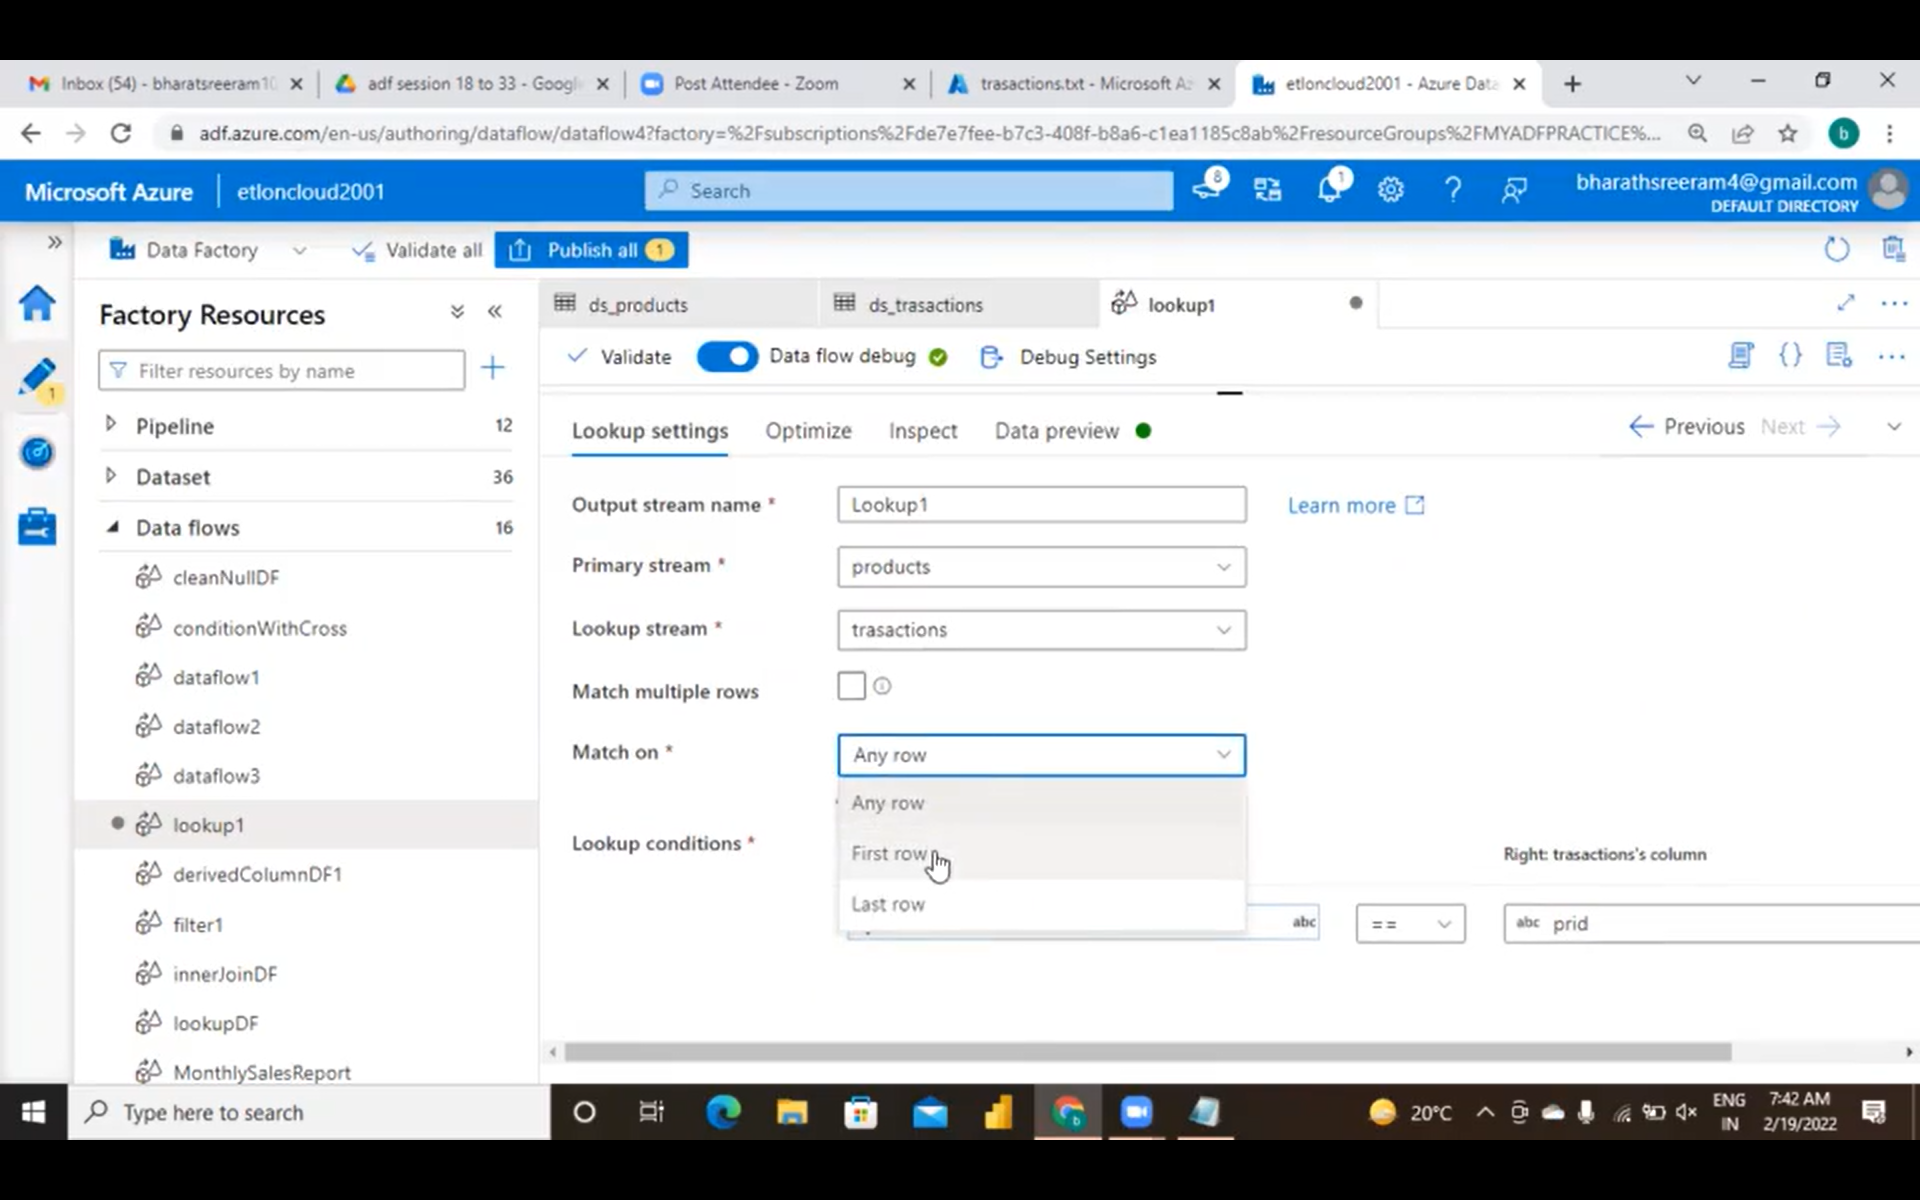 Inbox (54) - bharatsreeram10
adf session 18 to 33 - Googl
Post Attendee - Zoom
trasactions.txt - Microsoft Az
etloncloud2001 - Azure Data
adf.azure.com/en-us/authoring/dataflow/dataflow4?factory=%2Fsubscriptions%2Fde7e7fee-b7c3-408f-b8a6-c1ea1185c8ab%2FresourceGroups%2FMYADFPRACTICE%...
b
Microsoft Azure
etloncloud2001
Search
8
1
bharathsreeram4@gmail.com
DEFAULT DIRECTORY
Data Factory
Validate all
Publish all 1
Factory Resources
ds_products
ds_trasactions
lookup1
Filter resources by name
Validate
Data flow debug
Debug Settings
1
Pipeline 12
Dataset 36
Data flows 16
cleanNullDF
conditionWithCross
dataflow1
dataflow2
dataflow3
lookup1
derivedColumnDF1
filter1
innerJoinDF
lookupDF
MonthlySalesReport
Lookup settings
Optimize
Inspect
Data preview
Previous
Next
Output stream name *
Lookup1
Learn more
Primary stream *
products
Lookup stream *
trasactions
Match multiple rows
Match on *
Any row
Any row
First row
Last row
Lookup conditions *
Right: trasactions's column
abc
==
abc prid
Type here to search
20°C
ENG
IN
7:42 AM
2/19/2022